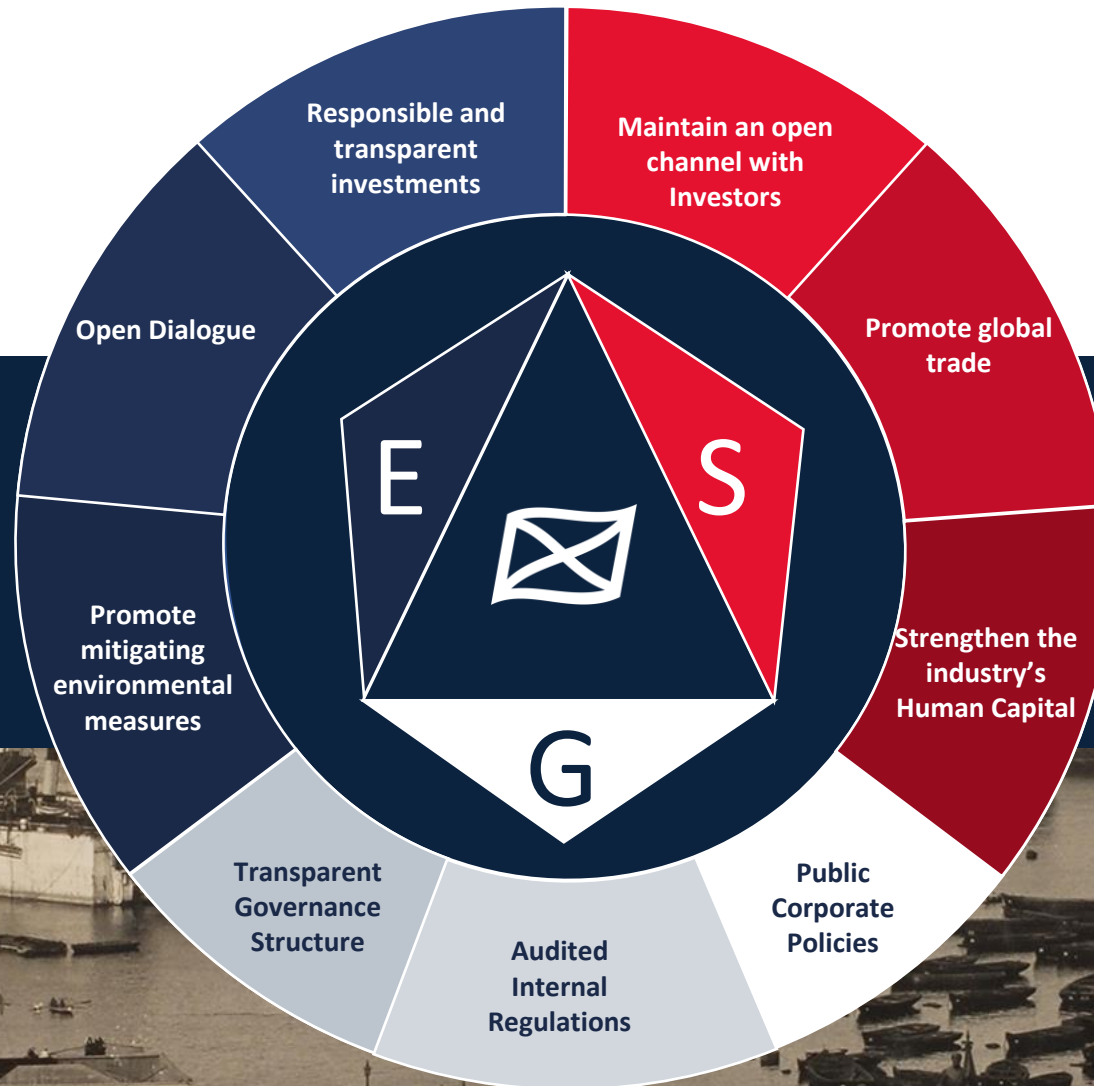 Responsible and
transparent
investments
Maintain an open
channel with
Investors
Open Dialogue
Promote global
trade
E
S
Promote
mitigating
environmental
measures
Strengthen the
industry’s
Human Capital
G
Transparent
Governance
Structure
Audited
Internal
Regulations
Public
Corporate
Policies